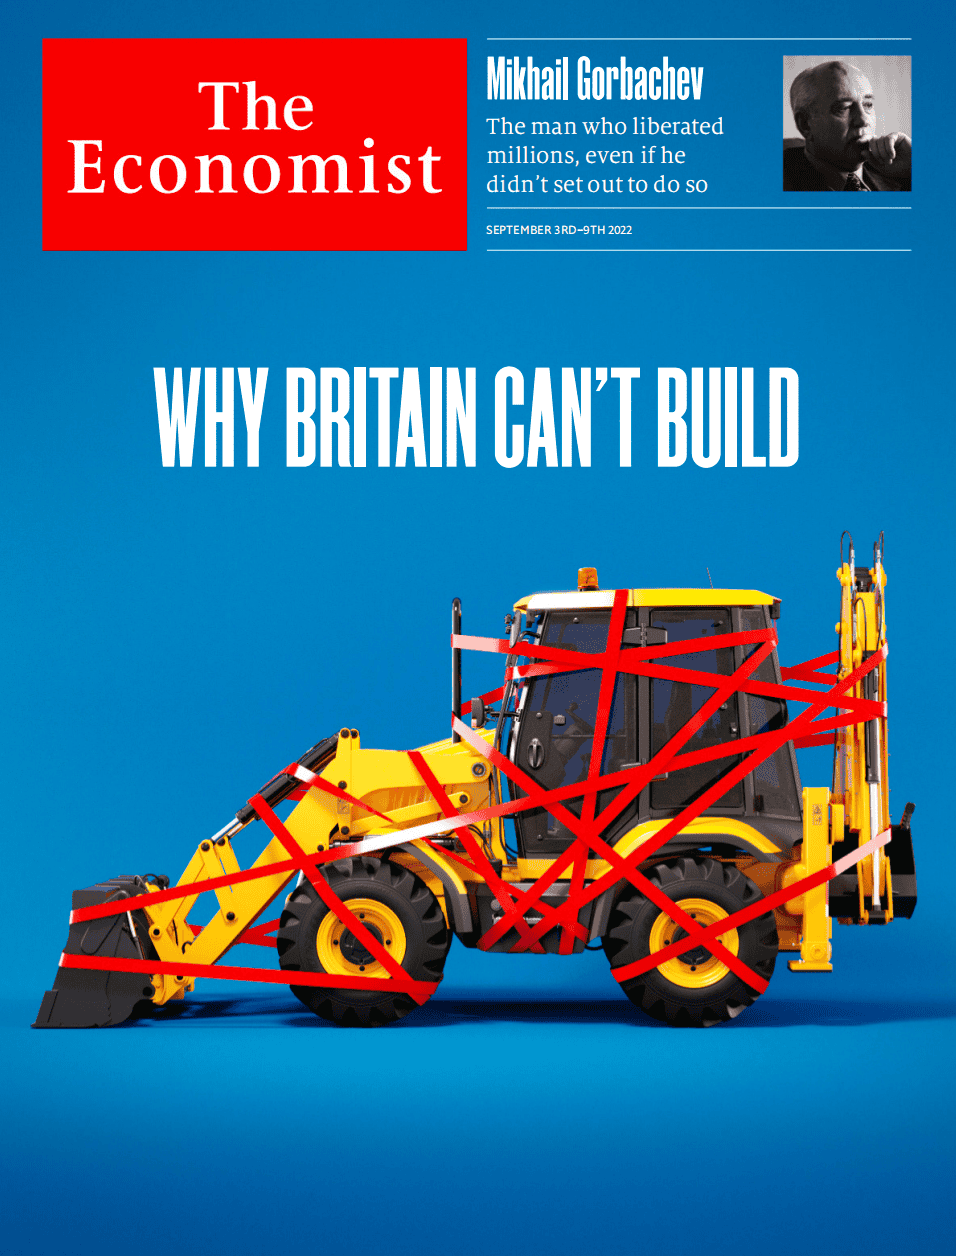 The
Economist
Mikhail Gorbachev
The man who liberated
millions, even if he
didn’t set out to do so
SEPTEMBER 3RD–9TH 2022
WHY BRITAIN CAN’T BUILD